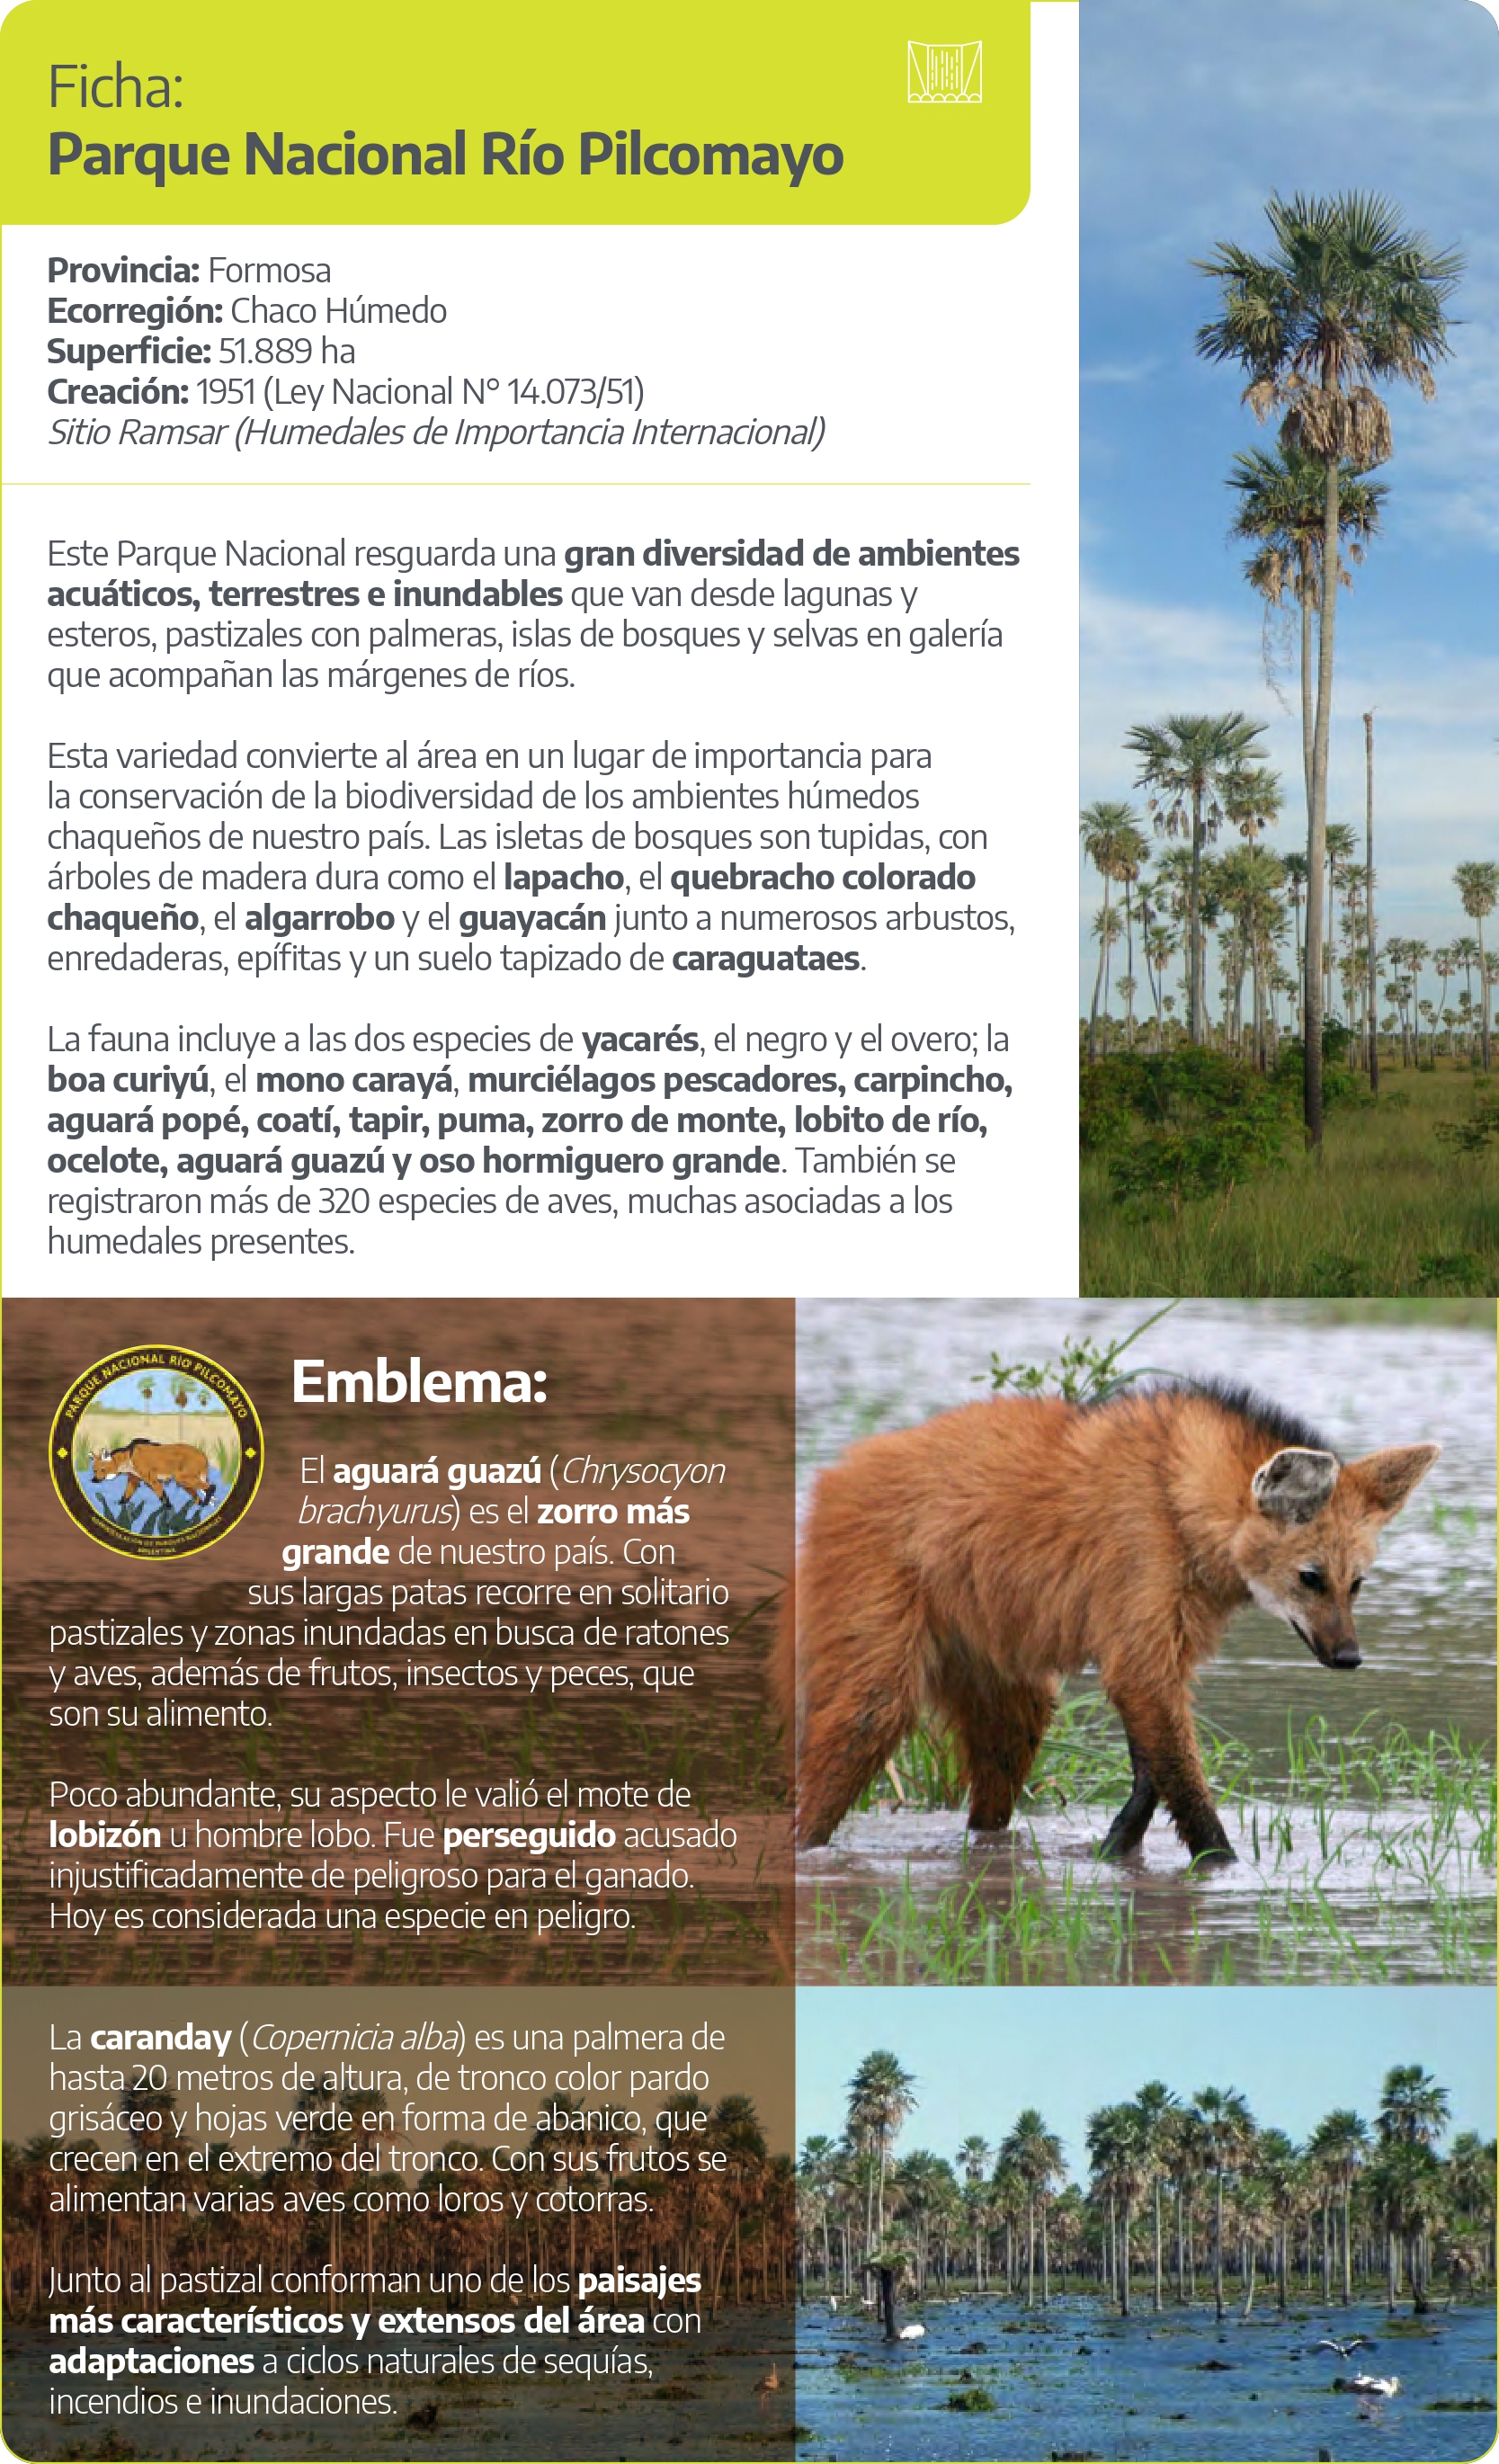 Ficha:
Parque Nacional Río Pilcomayo
Provincia: Formosa
Ecorregión: Chaco Húmedo
Superficie: 51.889 ha
Creación: 1951 (Ley Nacional N° 14.073/51)
Sitio Ramsar (Humedales de Importancia Internacional)
Este Parque Nacional resguarda una gran diversidad de ambientes
acuáticos, terrestres e inundables que van desde lagunas y
esteros, pastizales con palmeras, islas de bosques y selvas en galería
que acompañan las márgenes de ríos.
Esta variedad convierte al área en un lugar de importancia para
la conservación de la biodiversidad de los ambientes húmedos
chaqueños de nuestro país. Las isletas de bosques son tupidas, con
árboles de madera dura como el lapacho, el quebracho colorado
chaqueño, el algarrobo y el guayacán junto a numerosos arbustos,
enredaderas, epífitas y un suelo tapizado de caraguataes.
La fauna incluye a las dos especies de yacarés, el negro y el overo; la
boa curiyú, el mono carayá, murciélagos pescadores, carpincho,
aguará popé, coatí, tapir, puma, zorro de monte, lobito de río,
ocelote, aguará guazú y oso hormiguero grande. También se
registraron más de 320 especies de aves, muchas asociadas a los
humedales presentes.
PARQUE NACIONAL RÍO PILCOMAYO
ADMINISTRACIÓN DE PARQUES NACIONALES
ARGENTINA
Emblema:
El aguará guazú (Chrysocyon
brachyurus) es el zorro más
grande de nuestro país. Con
sus largas patas recorre en solitario
pastizales y zonas inundadas en busca de ratones
y aves, además de frutos, insectos y peces, que
son su alimento.
Poco abundante, su aspecto le valió el mote de
lobizón u hombre lobo. Fue perseguido acusado
injustificadamente de peligroso para el ganado.
Hoy es considerada una especie en peligro.
La caranday (Copernicia alba) es una palmera de
hasta 20 metros de altura, de tronco color pardo
grisáceo y hojas verde en forma de abanico, que
crecen en el extremo del tronco. Con sus frutos se
alimentan varias aves como loros y cotorras.
Junto al pastizal conforman uno de los paisajes
más característicos y extensos del área con
adaptaciones a ciclos naturales de sequías,
incendios e inundaciones.